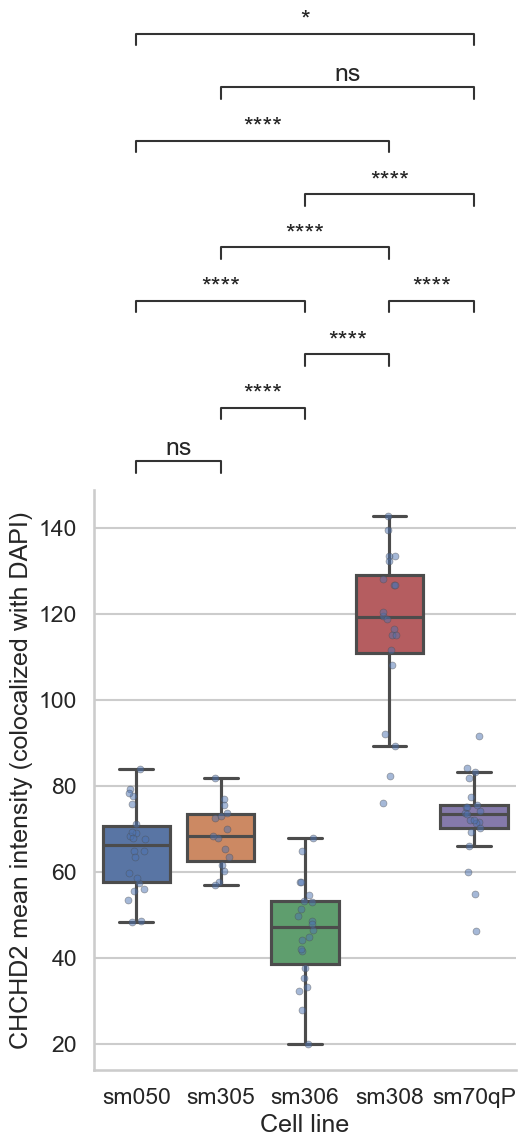 *
ns
****
****
****
**** ****
****
****
ns
CHCHD2 mean intensity (colocalized with DAPI)
140
120
100
80
60
40
20
sm050 sm305 sm306 sm308 sm70qP
Cell line